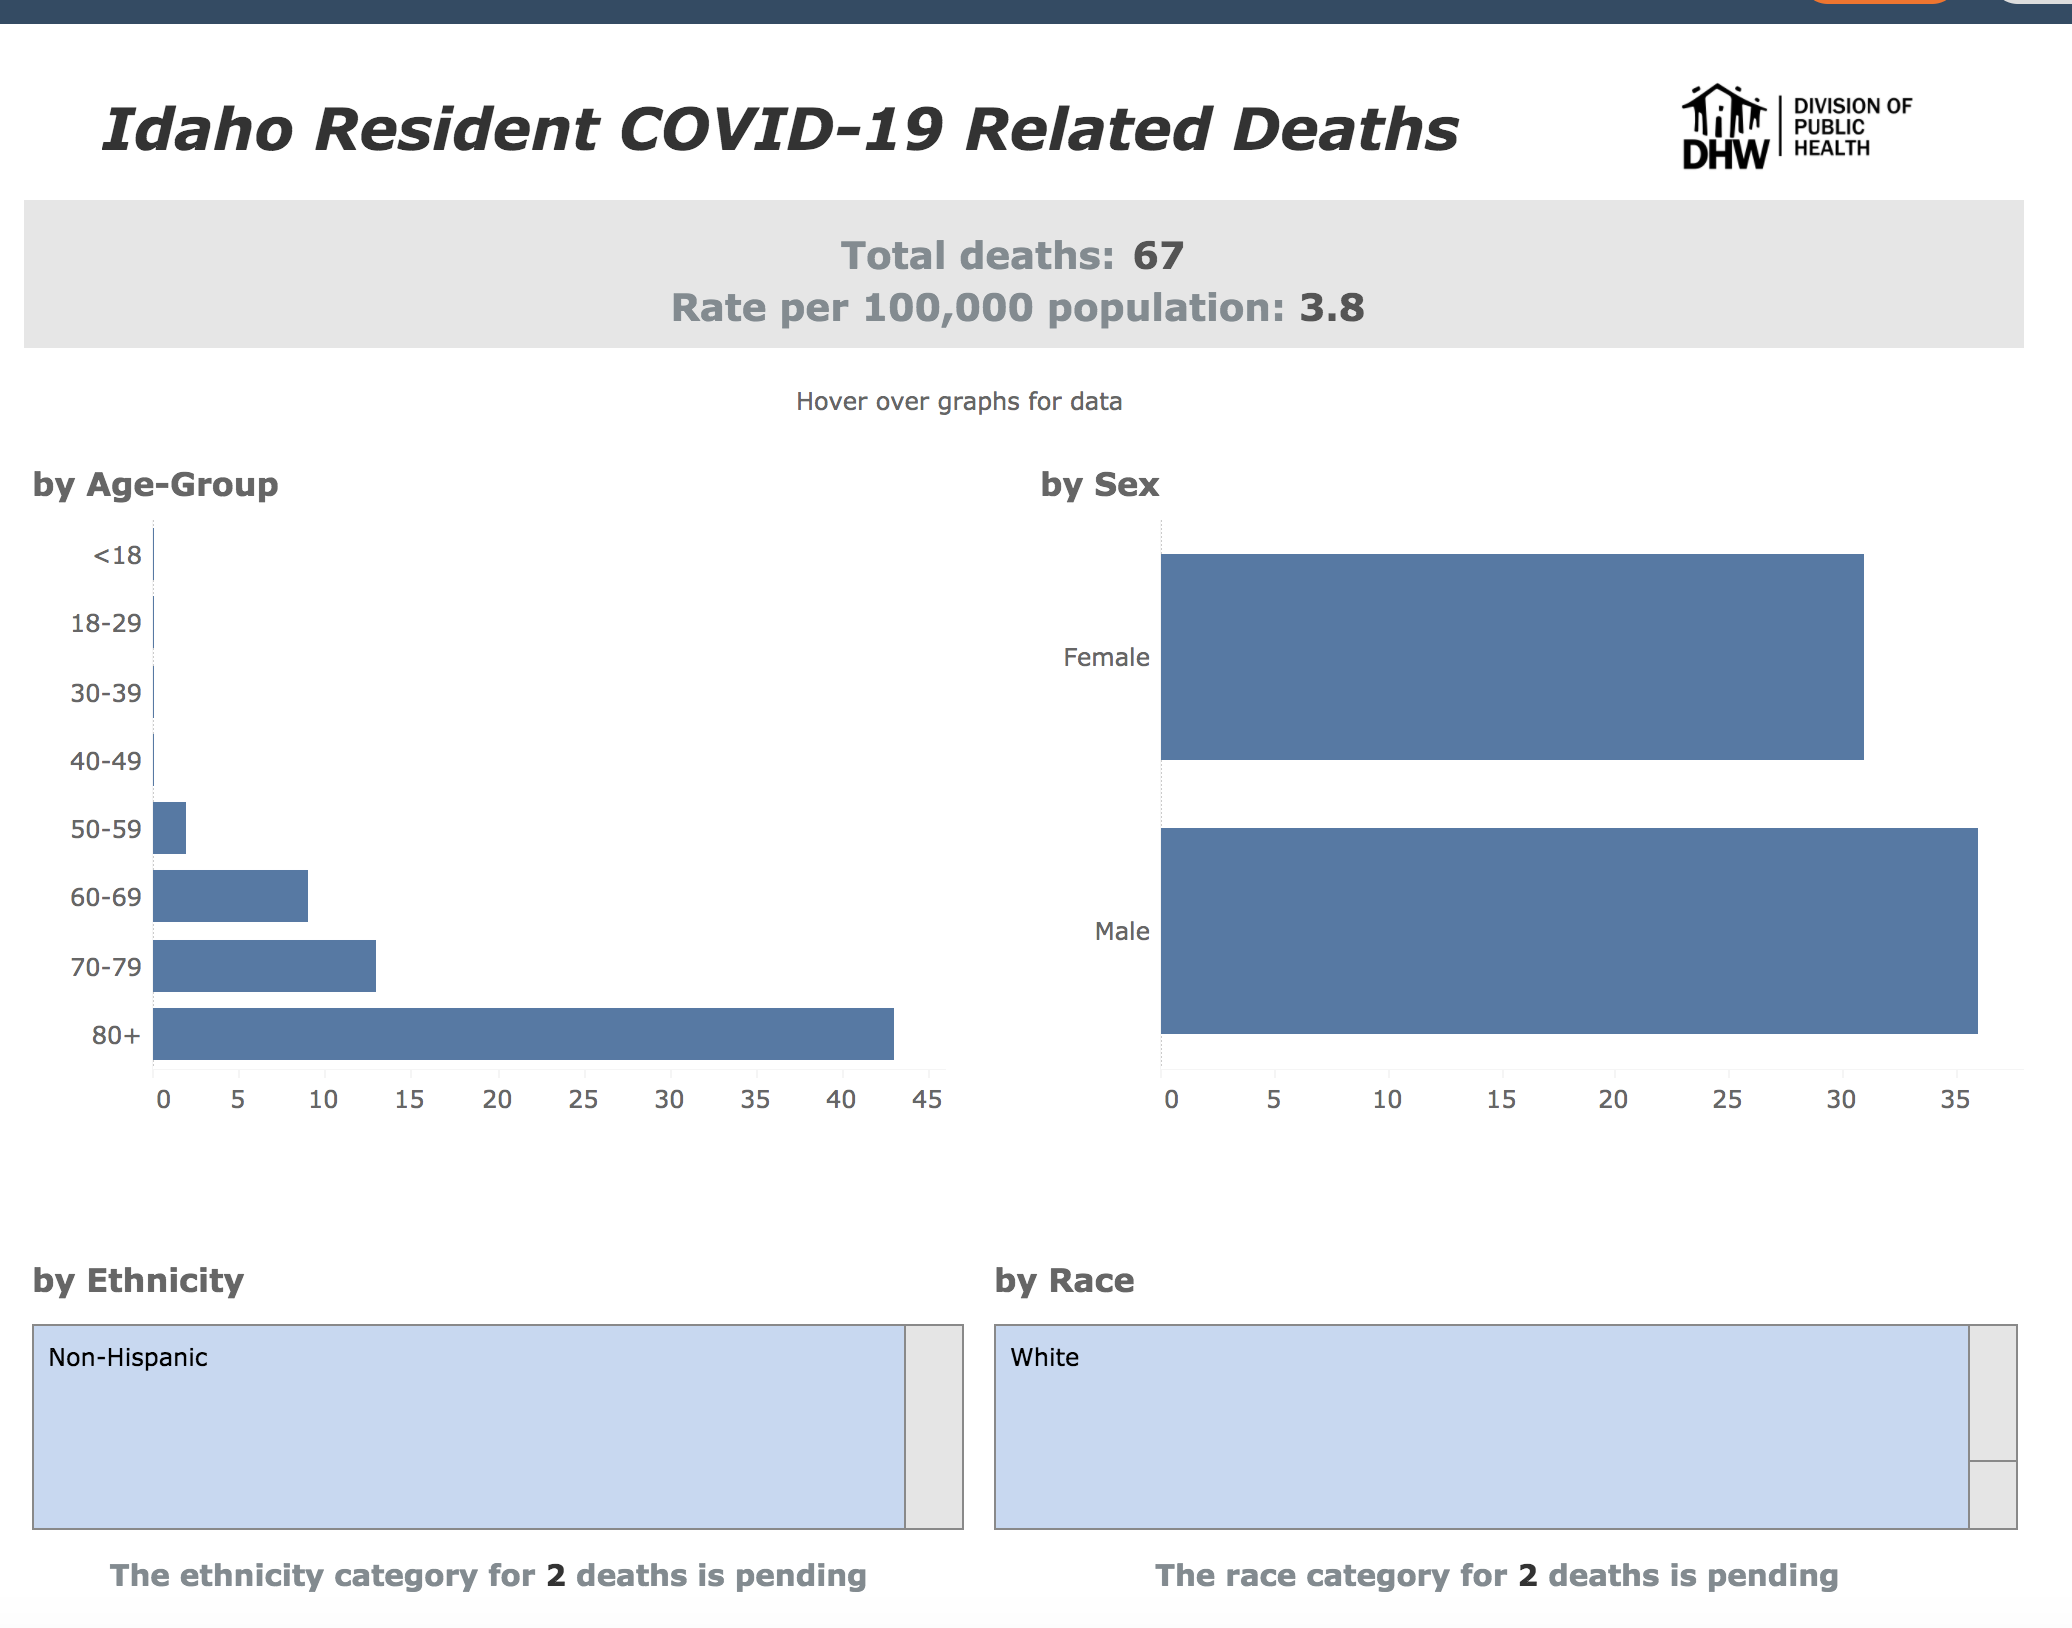 Idaho Resident COVID-19 Related Deaths
DHW
DIVISION OF
PUBLIC
HEALTH
Total deaths: 67
Rate per 100,000 population: 3.8
Hover over graphs for data
by Age-Group
<18
18-29
30-39
40-49
50-59
60-69
70-79
80+
0 5 10 15 20 25 30 35 40 45
by Sex
Female
Male
0 5 10 15 20 25 30 35
by Ethnicity
Non-Hispanic
The ethnicity category for 2 deaths is pending
by Race
White
The race category for 2 deaths is pending